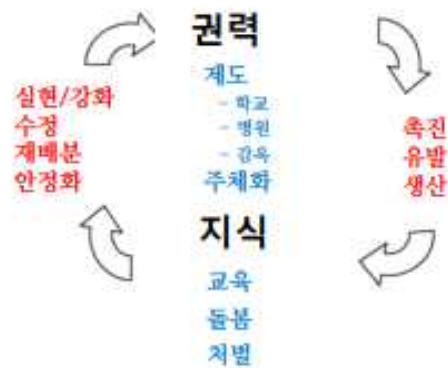 권력
제도
- 학교
- 병원
- 감옥
주체화
실현/강화
수정
재배분
안정화
촉진
유발
생산
지식
교육
돌봄
처벌